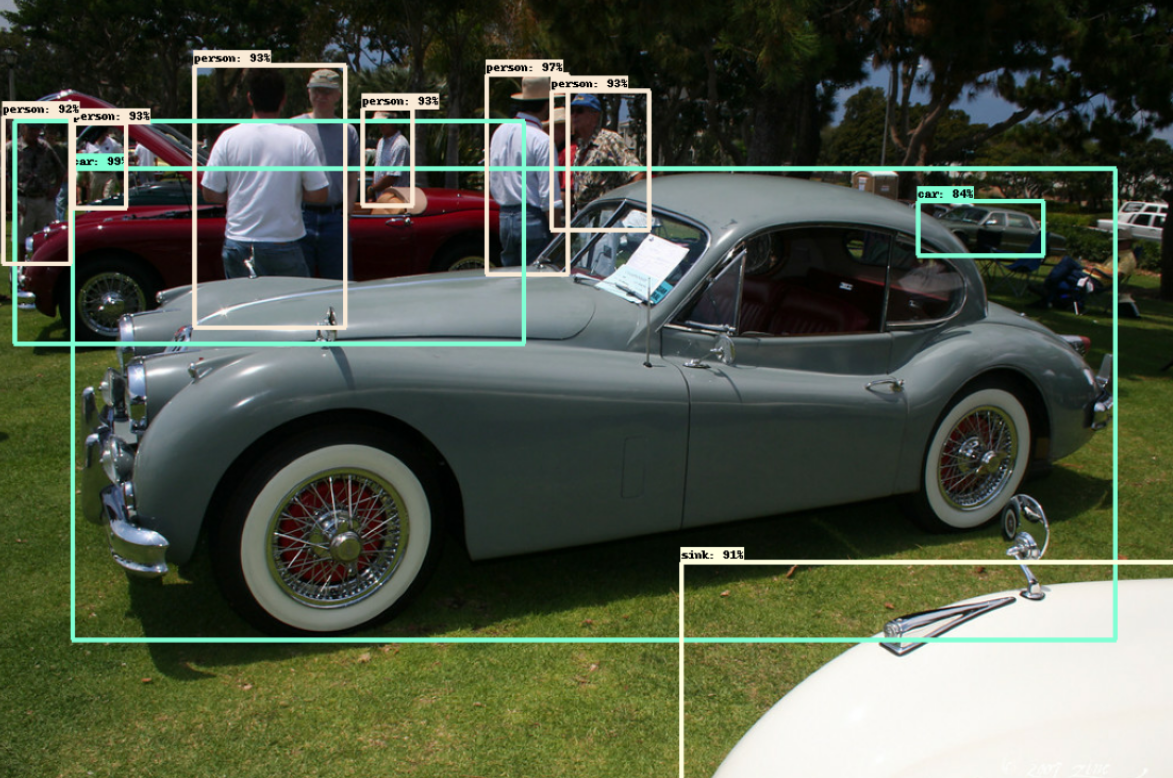 person: 93%
person: 97%
person: 93%
person: 93%
person: 92%
person: 93%
car: 99%
car: 84%
sink: 91%